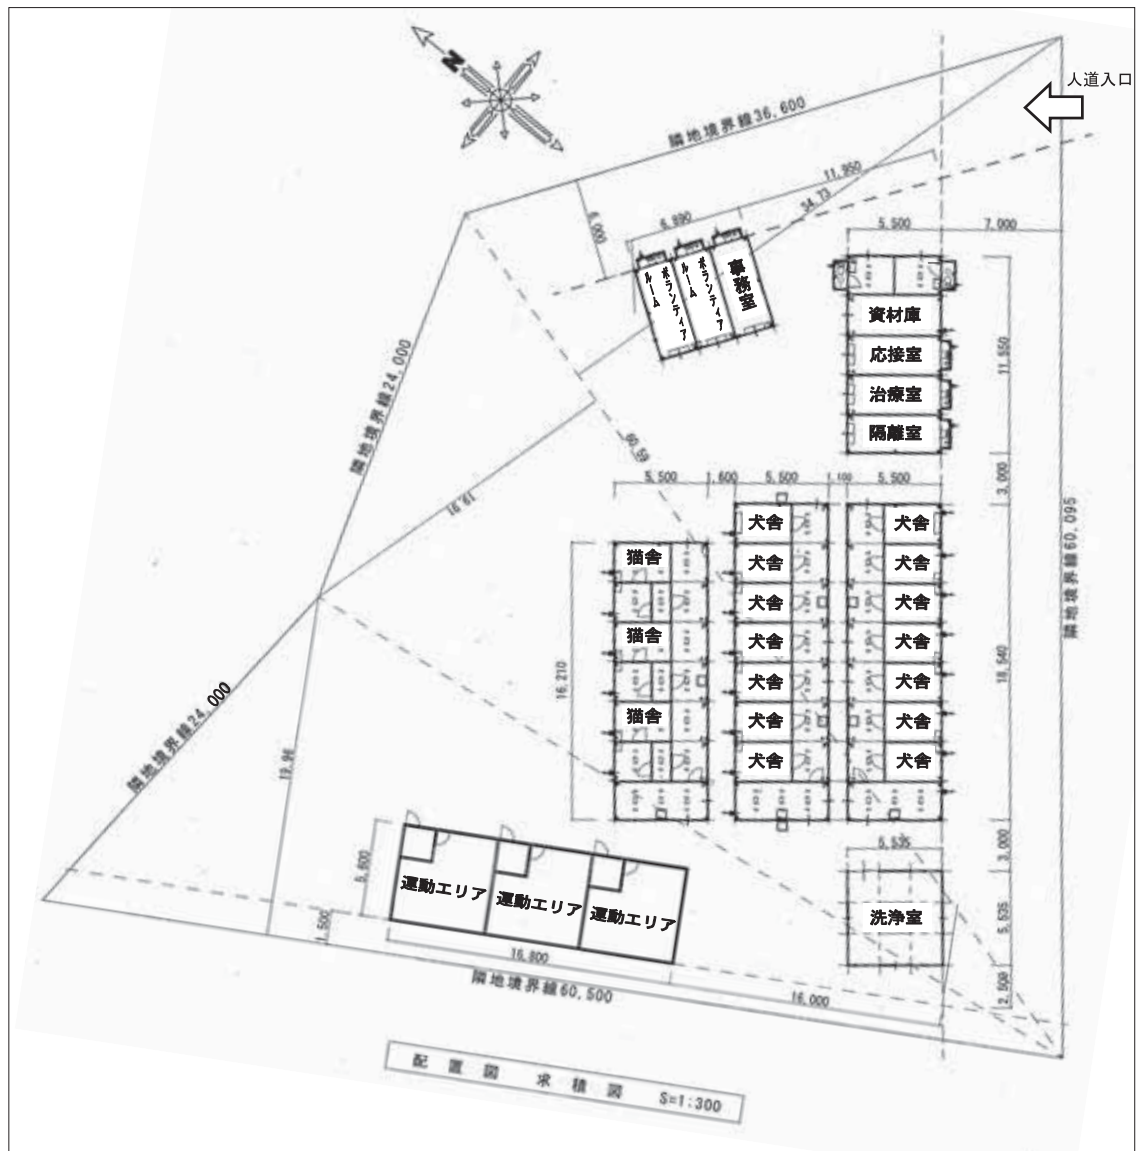 人道入口
N
隣地境界線36,600
11,950
34.73
6,890
6,000
5,500
7,000
ボランティア
ルーム
ボランティア
ルーム
事務室
資材庫
応接室
治療室
隔離室
11,550
隣地境界線24,000
60.59
16.61
5,500
1,600
5,500
1,100
5,500
3,000
隣地境界線60,095
猫舎
猫舎
猫舎
犬舎
犬舎
犬舎
犬舎
犬舎
犬舎
犬舎
犬舎
犬舎
犬舎
犬舎
犬舎
犬舎
犬舎
16,210
18,640
隣地境界線24,000
19.96
5,600
運動エリア
運動エリア
運動エリア
1,500
16,800
16,000
隣地境界線60,500
5,535
3,000
洗浄室
5,535
2,500
配置図 求積図 S=1:300